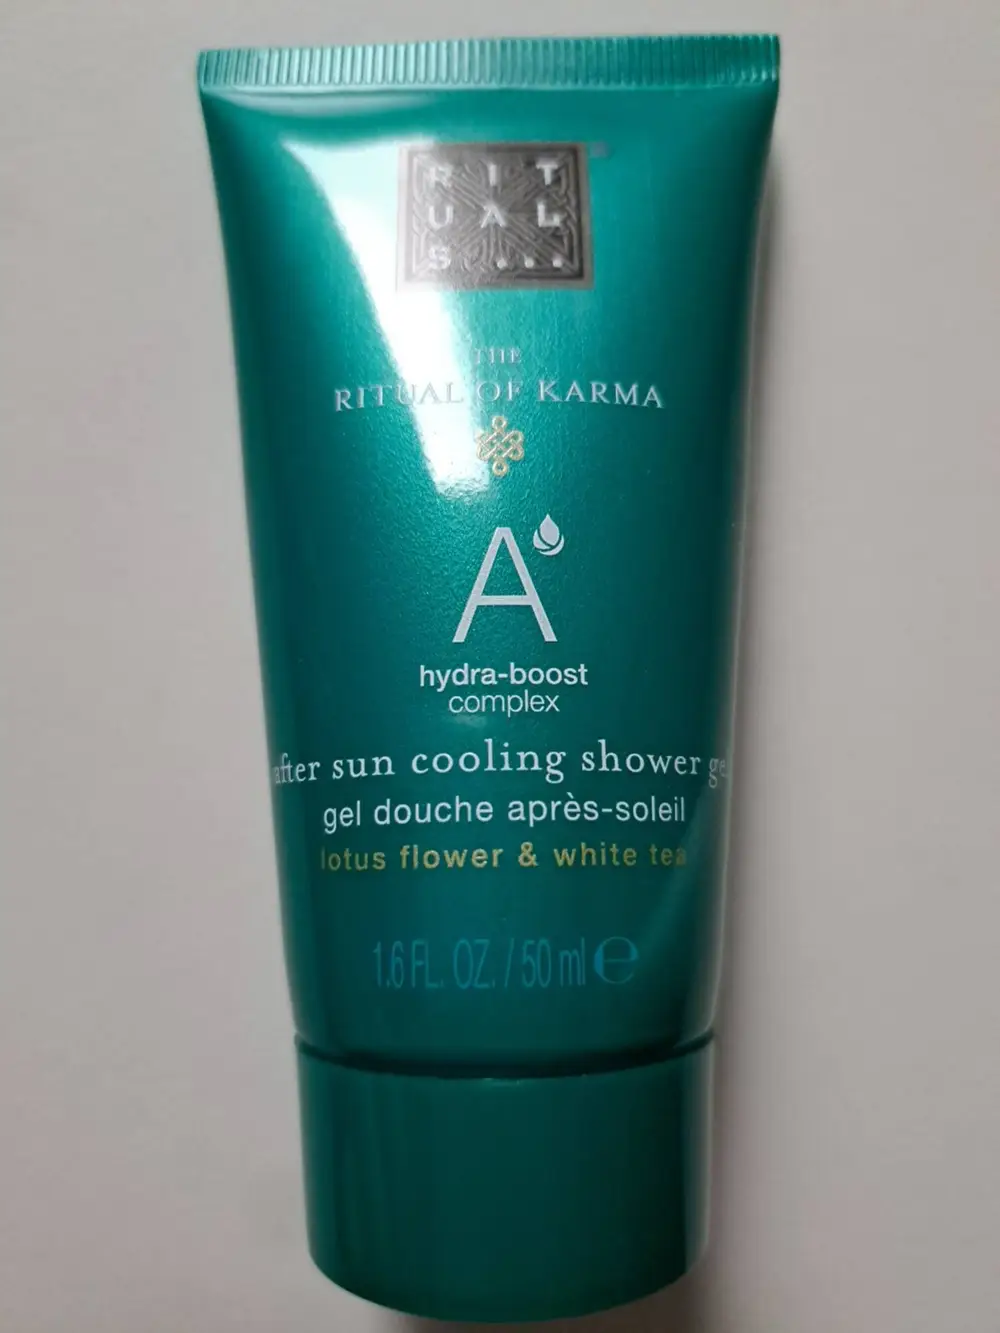 RIT
UAL
S...
THE
RITUAL OF KARMA
A
hydra-boost
complex
after sun cooling shower gel
gel douche après-soleil
lotus flower & white tea
1.6 FL. OZ. / 50 ml ℮